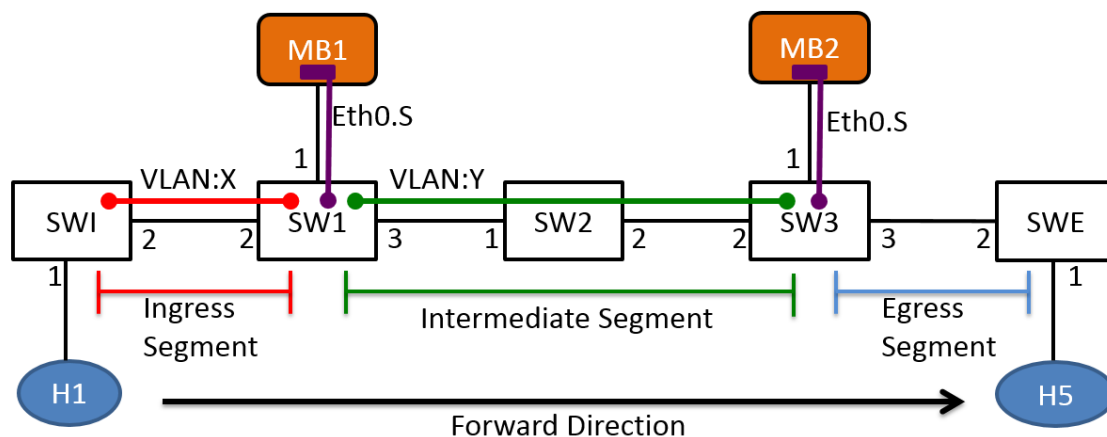 MB1
MB2
Eth0.S
Eth0.S
1
1
VLAN:X
VLAN:Y
SWI
SW1
SW2
SW3
SWE
2
2
3
1
2
2
3
2
1
1
Ingress
Segment
Intermediate Segment
Egress
Segment
H1
H5
Forward Direction